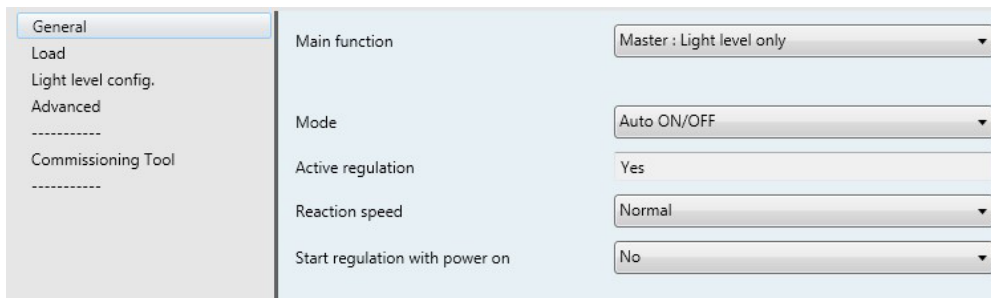 General
Load
Light level config.
Advanced
-----------
Commissioning Tool
-----------
Main function Master : Light level only
Mode Auto ON/OFF
Active regulation Yes
Reaction speed Normal
Start regulation with power on No